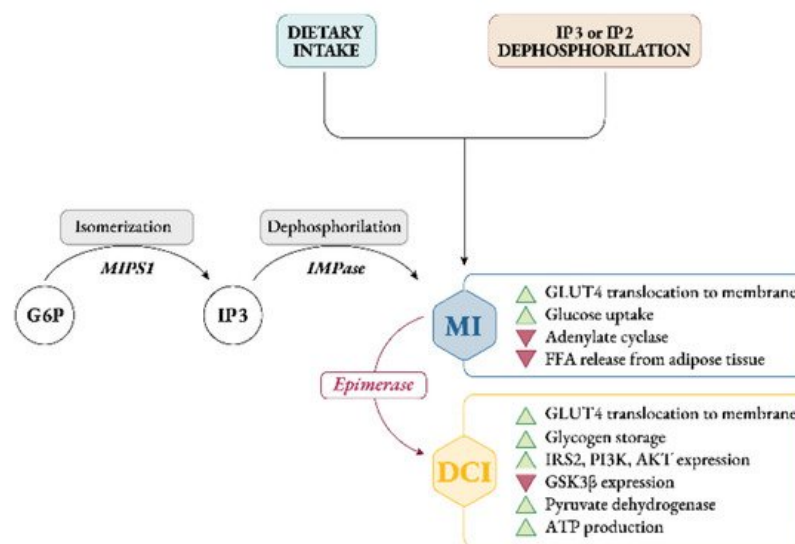 DIETARY
INTAKE
IP3 or IP2
DEPHOSPHORILATION
Isomerization
MIPS1
Dephosphorilation
IMPase
G6P
IP3
MI
GLUT4 translocation to membrane
Glucose uptake
Adenylate cyclase
FFA release from adipose tissue
Epimerase
DCI
GLUT4 translocation to membrane
Glycogen storage
IRS2, PI3K, AKT expression
GSK3β expression
Pyruvate dehydrogenase
ATP production